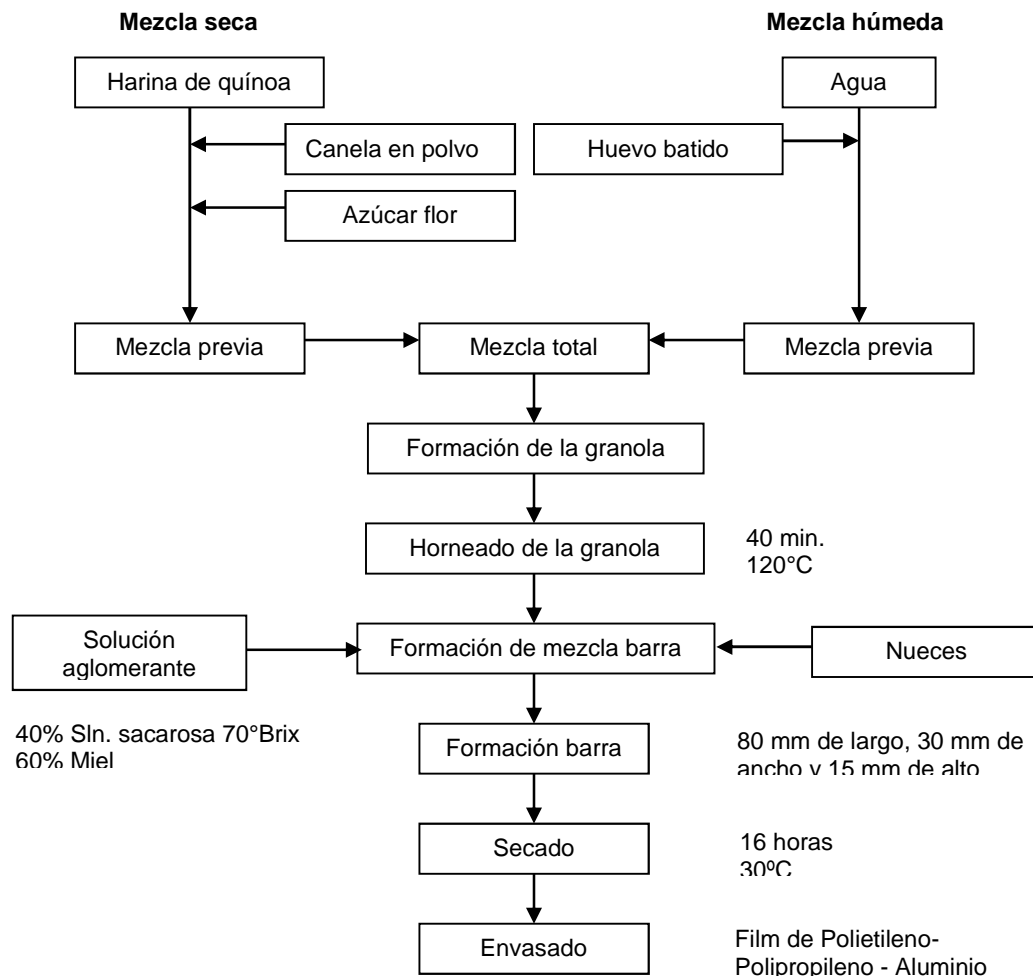 Mezcla seca
Mezcla húmeda
Harina de quínoa
Agua
Canela en polvo
Huevo batido
Azúcar flor
Mezcla previa
Mezcla total
Mezcla previa
Formación de la granola
Horneado de la granola
40 min.
120°C
Solución
aglomerante
Formación de mezcla barra
Nueces
40% Sln. sacarosa 70°Brix
60% Miel
Formación barra
80 mm de largo, 30 mm de
ancho y 15 mm de alto
Secado
16 horas
30ºC
Envasado
Film de Polietileno-
Polipropileno - Aluminio